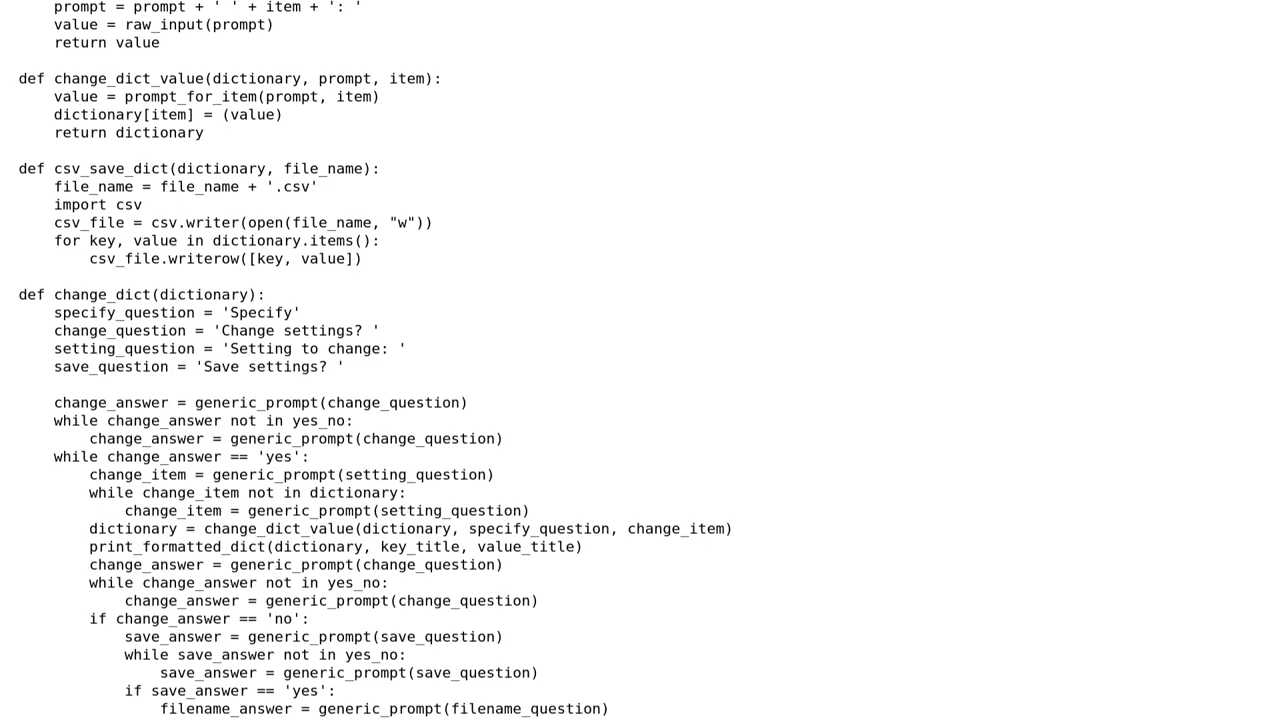 prompt = prompt + ' ' + item + ': '
    value = raw_input(prompt)
    return value

def change_dict_value(dictionary, prompt, item):
    value = prompt_for_item(prompt, item)
    dictionary[item] = (value)
    return dictionary

def csv_save_dict(dictionary, file_name):
    file_name = file_name + '.csv'
    import csv
    csv_file = csv.writer(open(file_name, "w"))
    for key, value in dictionary.items():
        csv_file.writerow([key, value])

def change_dict(dictionary):
    specify_question = 'Specify'
    change_question = 'Change settings? '
    setting_question = 'Setting to change: '
    save_question = 'Save settings? '

    change_answer = generic_prompt(change_question)
    while change_answer not in yes_no:
        change_answer = generic_prompt(change_question)
    while change_answer == 'yes':
        change_item = generic_prompt(setting_question)
        while change_item not in dictionary:
            change_item = generic_prompt(setting_question)
        dictionary = change_dict_value(dictionary, specify_question, change_item)
        print_formatted_dict(dictionary, key_title, value_title)
        change_answer = generic_prompt(change_question)
        while change_answer not in yes_no:
            change_answer = generic_prompt(change_question)
        if change_answer == 'no':
            save_answer = generic_prompt(save_question)
            while save_answer not in yes_no:
                save_answer = generic_prompt(save_question)
            if save_answer == 'yes':
                filename_answer = generic_prompt(filename_question)